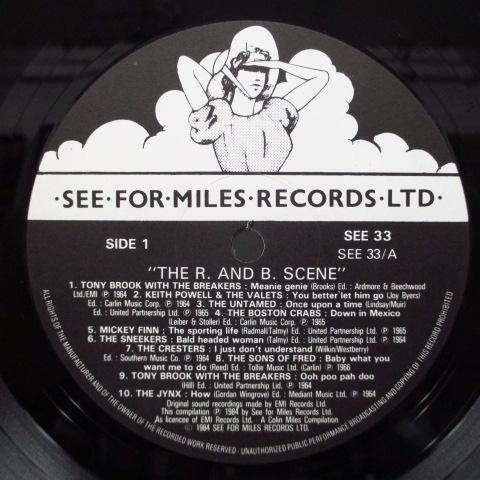 ·SEE·FOR·MILES·RECORDS·LTD·
SIDE 1
SEE 33
SEE 33/A
"THE R. AND B. SCENE"
1. TONY BROOK WITH THE BREAKERS : Meanie genie (Brooks) Ed : Ardmore & Beechwood
Ltd/EMI ℗ 1964 2. KEITH POWELL & THE VALETS : You better let him go (Joy Byers)
Ed. : Carlin Music Corp. ℗ 1964 3. THE UNTAMED : Once upon a time (Lindsay/Muir)
Ed. : United Partnership Ltd. ℗ 1965 4. THE BOSTON CRABS : Down in Mexico
(Leiber & Stoller) Ed : Carlin Music Corp. ℗ 1965
5. MICKEY FINN : The sporting life (Radmall/Talmy) Ed : United Partnership Ltd ℗ 1965
6. THE SNEEKERS : Bald headed woman (Talmy) Ed. : United Partnership Ltd ℗ 1964
7. THE CRESTERS : I just don't understand (Wilkin/Westberry)
Ed : Southern Music Co. ℗ 1964 8. THE SONS OF FRED : Baby what you
want me to do (Reed) Ed : Tollie Music Ltd. (Carlin) ℗ 1966
9. TONY BROOK WITH THE BREAKERS : Ooh poo pah doo
(Hill) Ed : United Partnership Lid. ℗ 1964
10. THE JYNX : How (Gordon Wingrove) Ed : Mediant Music Ltd. ℗ 1964
Original sound recordings made by EMI Records Ltd.
This compilation ℗ 1984 by See for Miles Records Ltd.
As licencee of EMI Records Ltd. A Colin Miles Compilation
© 1984 SEE FOR MILES RECORDS LTD.
ALL RIGHTS OF THE MANUFACTURER AND OF THE OWNER OF THE RECORDED WORK RESERVED · UNAUTHORIZED PUBLIC PERFORMANCE BROADCASTING AND COPYING OF THIS RECORD PROHIBITED